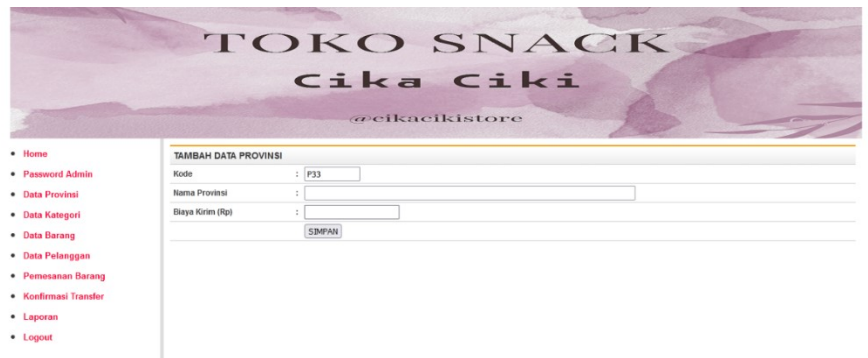 TOKO SNACK
Cika Ciki
@cikacikistore
Home
Password Admin
Data Provinsi
Data Kategori
Data Barang
Data Pelanggan
Pemesanan Barang
Konfirmasi Transfer
Laporan
Logout
TAMBAH DATA PROVINSI
Kode : P33
Nama Provinsi :
Biaya Kirim (Rp) :
SIMPAN